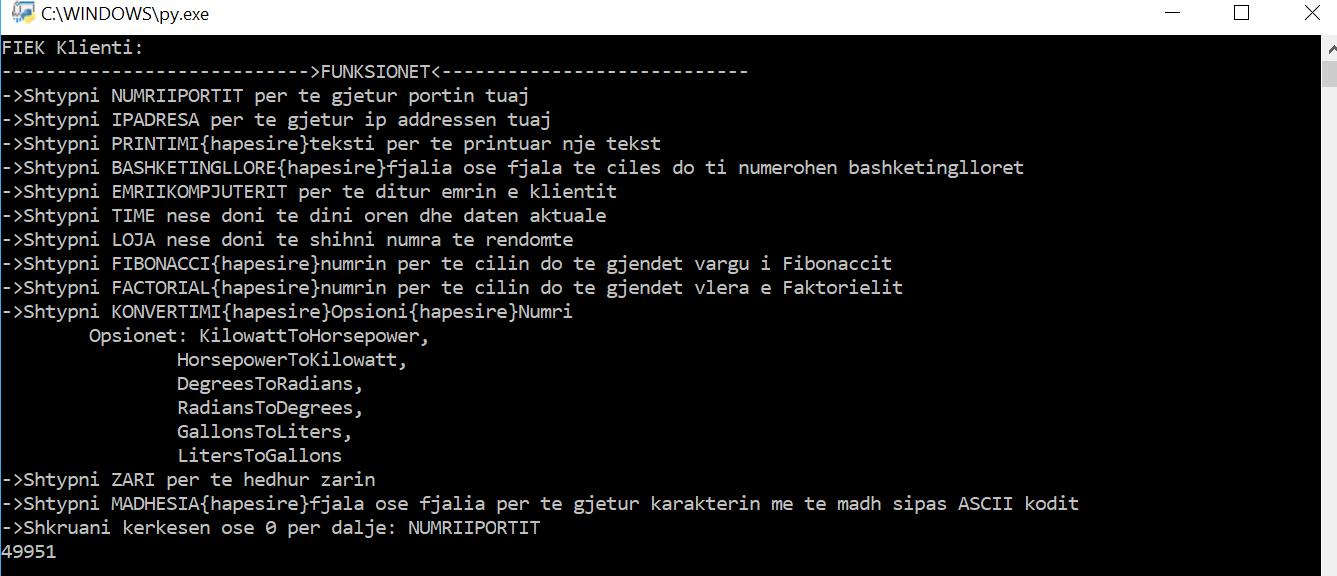 C:\WINDOWS\py.exe
FIEK Klienti:
---------------------------->FUNKSIONET<----------------------------
->Shtypni NUMRIIPORTIT per te gjetur portin tuaj
->Shtypni IPADRESA per te gjetur ip addressen tuaj
->Shtypni PRINTIMI{hapesire}teksti per te printuar nje tekst
->Shtypni BASHKETINGLLORE{hapesire}fjalia ose fjala te ciles do ti numerohen bashketinglloret
->Shtypni EMRIIKOMPJUTERIT per te ditur emrin e klientit
->Shtypni TIME nese doni te dini oren dhe daten aktuale
->Shtypni LOJA nese doni te shihni numra te rendomte
->Shtypni FIBONACCI{hapesire}numrin per te cilin do te gjendet vargu i Fibonaccit
->Shtypni FACTORIAL{hapesire}numrin per te cilin do te gjendet vlera e Faktorielit
->Shtypni KONVERTIMI{hapesire}Opsioni{hapesire}Numri
Opsionet: KilowattToHorsepower,
HorsepowerToKilowatt,
DegreesToRadians,
RadiansToDegrees,
GallonsToLiters,
LitersToGallons
->Shtypni ZARI per te hedhur zarin
->Shtypni MADHESIA{hapesire}fjala ose fjalia per te gjetur karakterin me te madh sipas ASCII kodit
->Shkruani kerkesen ose 0 per dalje: NUMRIIPORTIT
49951